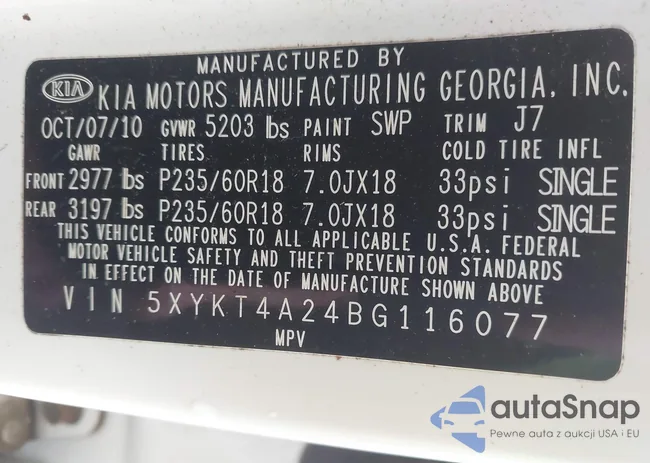 MANUFACTURED BY
KIA KIA MOTORS MANUFACTURING GEORGIA, INC.
OCT/07/10 GVWR 5203 lbs PAINT SWP TRIM J7
GAWR TIRES RIMS COLD TIRE INFL
FRONT 2977 lbs P235/60R18 7.0JX18 33psi SINGLE
REAR 3197 lbs P235/60R18 7.0JX18 33psi SINGLE
THIS VEHICLE CONFORMS TO ALL APPLICABLE U.S.A. FEDERAL
MOTOR VEHICLE SAFETY AND THEFT PREVENTION STANDARDS
IN EFFECT ON THE DATE OF MANUFACTURE SHOWN ABOVE
VIN 5XYKT4A24BG116077
MPV
autaSnap
Pewne auta z aukcji USA i EU